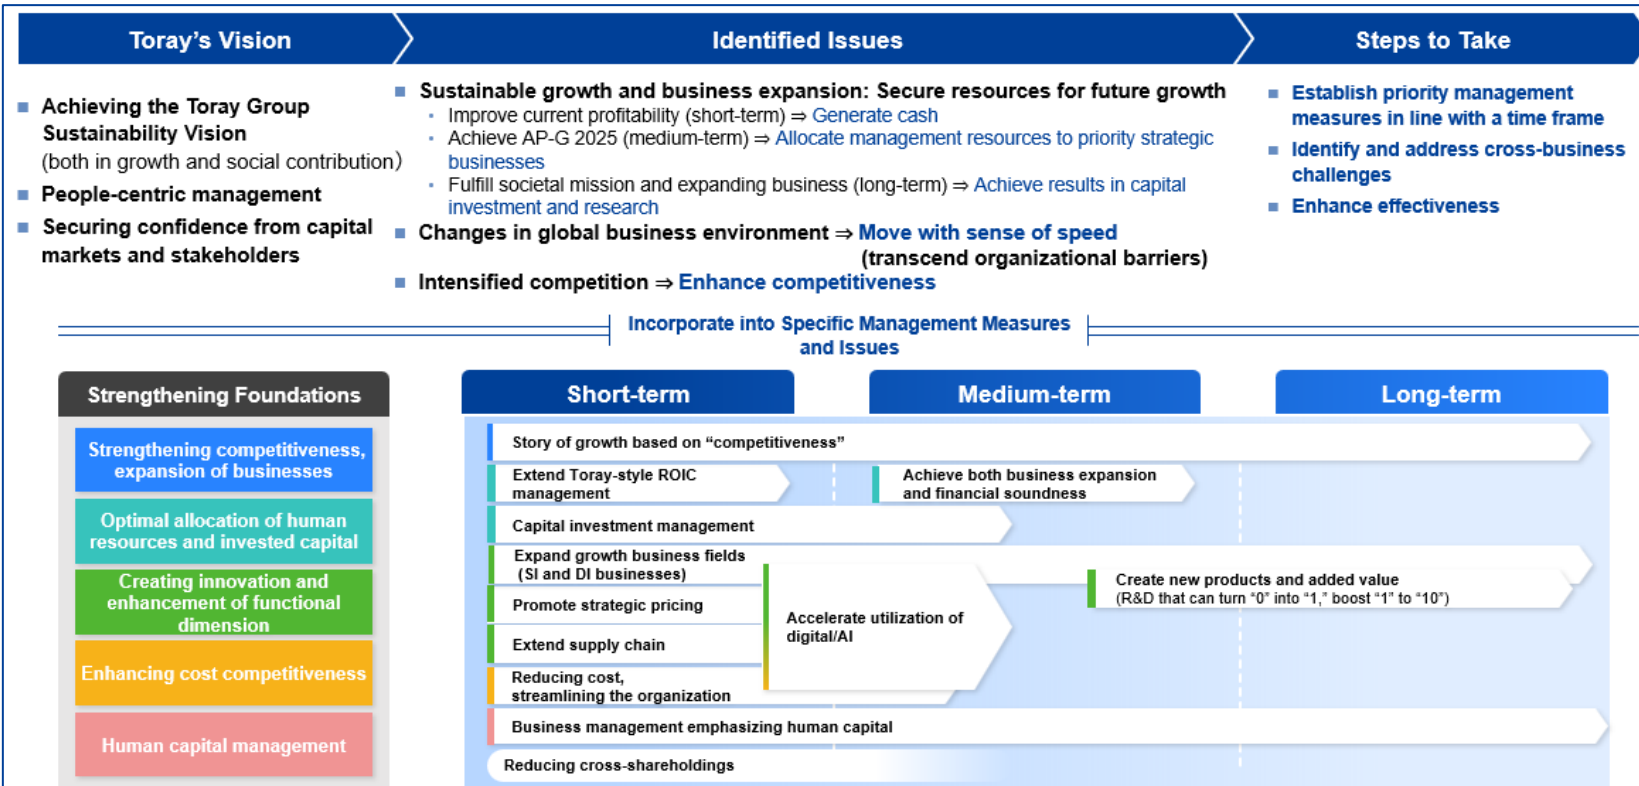 Toray's Vision
Identified Issues
Steps to Take
Achieving the Toray Group
Sustainability Vision
(both in growth and social contribution)
People-centric management
Securing confidence from capital
markets and stakeholders
Sustainable growth and business expansion: Secure resources for future growth
Improve current profitability (short-term) ⇒ Generate cash
Achieve AP-G 2025 (medium-term) ⇒ Allocate management resources to priority strategic
businesses
Fulfill societal mission and expanding business (long-term) ⇒ Achieve results in capital
investment and research
Changes in global business environment ⇒ Move with sense of speed
(transcend organizational barriers)
Intensified competition ⇒ Enhance competitiveness
Establish priority management
measures in line with a time frame
Identify and address cross-business
challenges
Enhance effectiveness
Incorporate into Specific Management Measures
and Issues
Strengthening Foundations
Strengthening competitiveness,
expansion of businesses
Optimal allocation of human
resources and invested capital
Creating innovation and
enhancement of functional
dimension
Enhancing cost competitiveness
Human capital management
Short-term
Medium-term
Long-term
Story of growth based on “competitiveness”
Extend Toray-style ROIC
management
Achieve both business expansion
and financial soundness
Capital investment management
Expand growth business fields
(SI and DI businesses)
Promote strategic pricing
Extend supply chain
Reducing cost,
streamlining the organization
Accelerate utilization of
digital/AI
Create new products and added value
(R&D that can turn “0” into “1,” boost “1” to “10”)
Business management emphasizing human capital
Reducing cross-shareholdings